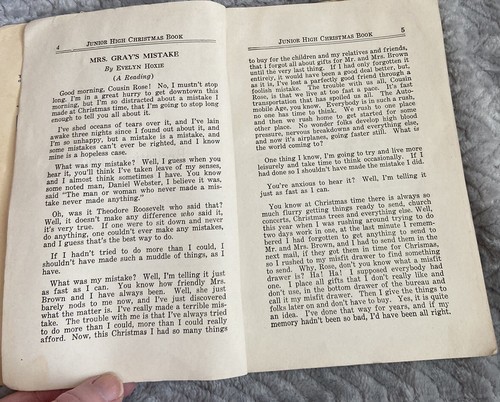 4
JUNIOR HIGH CHRISTMAS BOOK
MRS. GRAY'S MISTAKE
By EVELYN HOXIE
(A Reading)
Good morning, Cousin Rose! No, I mustn't stop
long. I'm in a great hurry to get downtown this
morning, but I'm so distracted about a mistake I
made at Christmas time, that I'm going to stop long
enough to tell you all about it.
I've shed oceans of tears over it, and I've lain
awake three nights since I found out about it, and
I'm so unhappy, but a mistake is a mistake, and
some mistakes can't ever be righted, and I know
mine is a hopeless case.
What was my mistake? Well, I guess when you
hear it, you'll think I've taken leave of my senses,
and I almost think sometimes I have. You know
some noted man, Daniel Webster, I believe it was,
said "The man or woman who never made a mis-
take never made anything."
Oh, was it Theodore Roosevelt who said that?
Well, it doesn't make any difference who said it,
it's very true. If one were to sit down and never
do anything, one couldn't ever make any mistakes,
and I guess that's the best way to do.
If I hadn't tried to do more than I could, I
shouldn't have made such a muddle of things, as I
have.
What was my mistake? Well, I'm telling it just
as fast as I can. You know how friendly Mrs.
Brown and I have always been. Well, she just
barely nods to me now, and I've just discovered
what the matter is. I've really made a terrible mis-
take. The trouble with me is that I've always tried
to do more than I could, more than I could really
afford. Now, this Christmas I had so many things
JUNIOR HIGH CHRISTMAS BOOK
5
to buy for the children and my relatives and friends,
that I forgot all about gifts for Mr. and Mrs. Brown
until the very last thing. If I had only forgotten it
entirely, it would have been a good deal better, but,
as it is, I've lost a perfectly good friend through a
foolish mistake. The trouble with us all, Cousin
Rose, is that we live at too fast a pace. It's fast
transportation that has spoiled us all. The Auto-
mobile Age, you know. Everybody is in such a rush,
no one has time to think. We rush to one place
and then we rush home to get started for some
other place. No wonder folks develop high blood
pressure, nervous breakdowns and everything else,
and now it's airplanes, going faster still. What is
the world coming to?
One thing I know, I'm going to try and live more
leisurely and take time to think occasionally. If I
had done so I shouldn't have made the mistake I did.
You're anxious to hear it? Well, I'm telling it
just as fast as I can.
You know at Christmas time there is always so
much flurry getting things ready to send, church
concerts, Christmas trees and everything else. Well,
this year when I was rushing around trying to do
two days work in one, at the last minute I remem-
bered I had forgotten to get anything to send to
Mr. and Mrs. Brown, and I had to send them in the
next mail, if they got them in time for Christmas,
so I rushed to my misfit drawer to find something
to send. Why, Rose, don't you know what a misfit
drawer is? Ha! Ha! I supposed everybody had
one. I place all gifts that I don't really like and
don't use, in the bottom drawer of the bureau and
call it my misfit drawer. Then I give the things to
folks later on and don't have to buy. Yes, it is quite
an idea. I've done that way for years, and if my
memory hadn't been so bad, I'd have been all right.